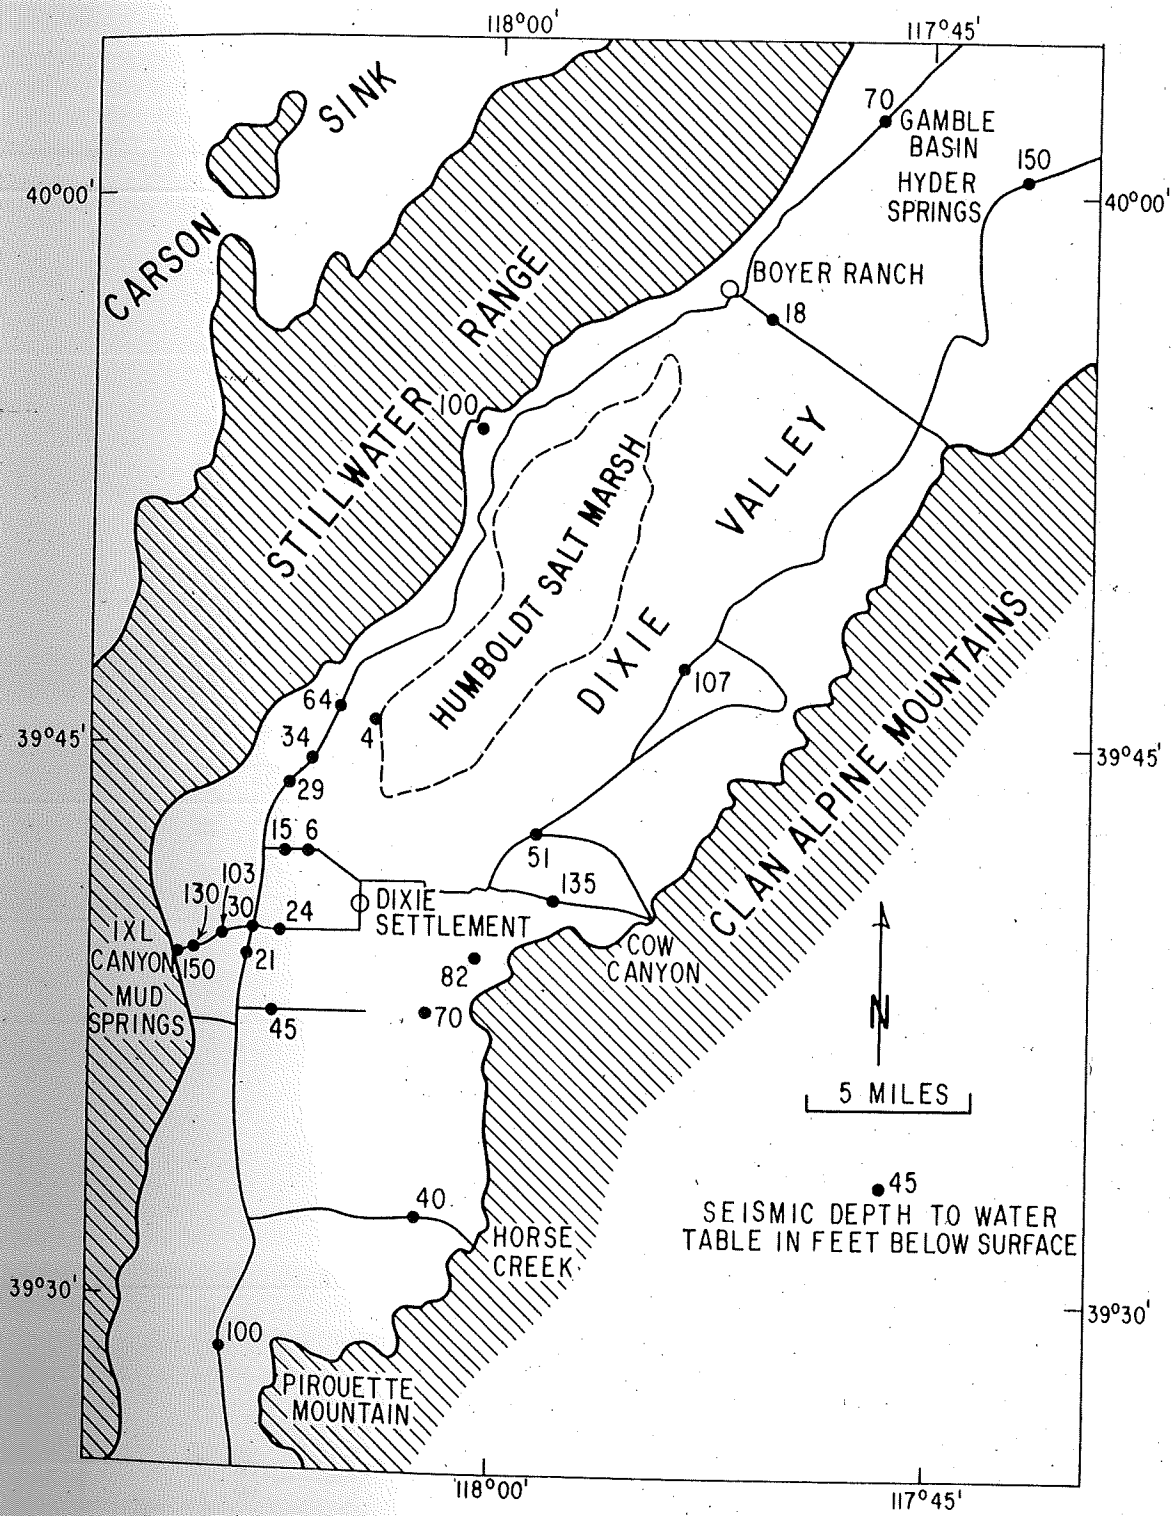 118°00'
117°45'
SINK
CARSON
70
GAMBLE
BASIN
150
HYDER
SPRINGS
40°00'
40°00'
BOYER RANCH
18
STILLWATER RANGE
100
HUMBOLDT SALT MARSH
DIXIE VALLEY
107
64
4
34
29
39°45'
39°45'
CLAN ALPINE MOUNTAINS
15 6
51
135
103
130
30
24
DIXIE
SETTLEMENT
IXL
CANYON
150
21
82
COW
CANYON
MUD
SPRINGS
45
70
N
5 MILES
40
45
SEISMIC DEPTH TO WATER
TABLE IN FEET BELOW SURFACE
HORSE
CREEK
39°30'
39°30'
100
PIROUETTE
MOUNTAIN
118°00'
117°45'